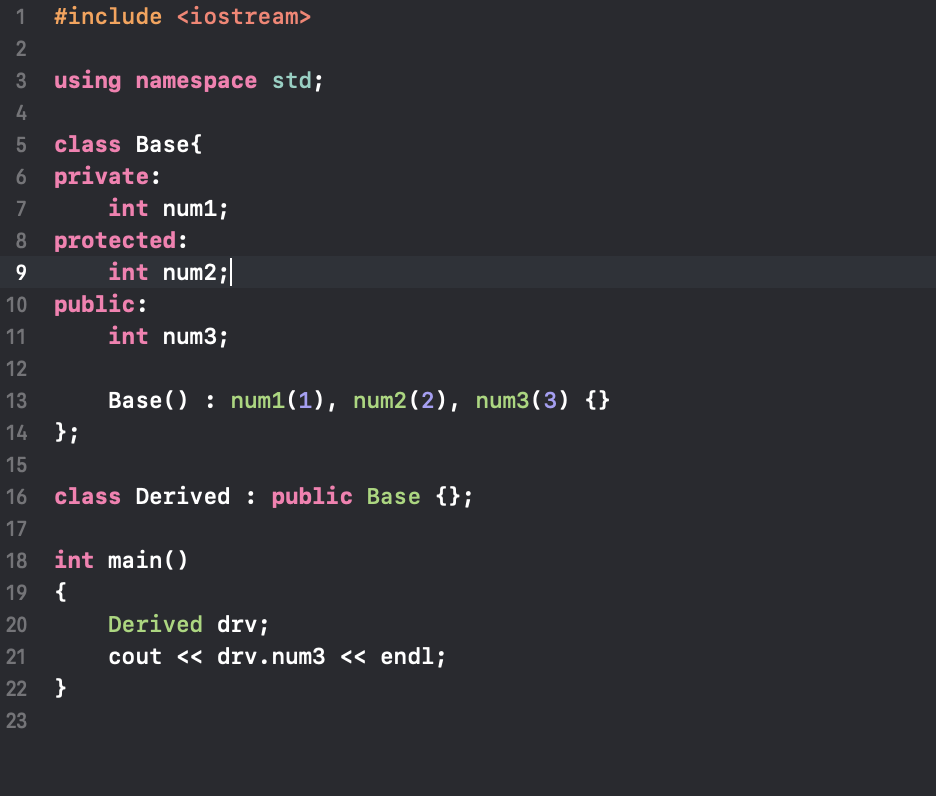 1 #include <iostream>
2
3 using namespace std;
4
5 class Base{
6 private:
7     int num1;
8 protected:
9     int num2;
10 public:
11     int num3;
12
13     Base() : num1(1), num2(2), num3(3) {}
14 };
15
16 class Derived : public Base {};
17
18 int main()
19 {
20     Derived drv;
21     cout << drv.num3 << endl;
22 }
23